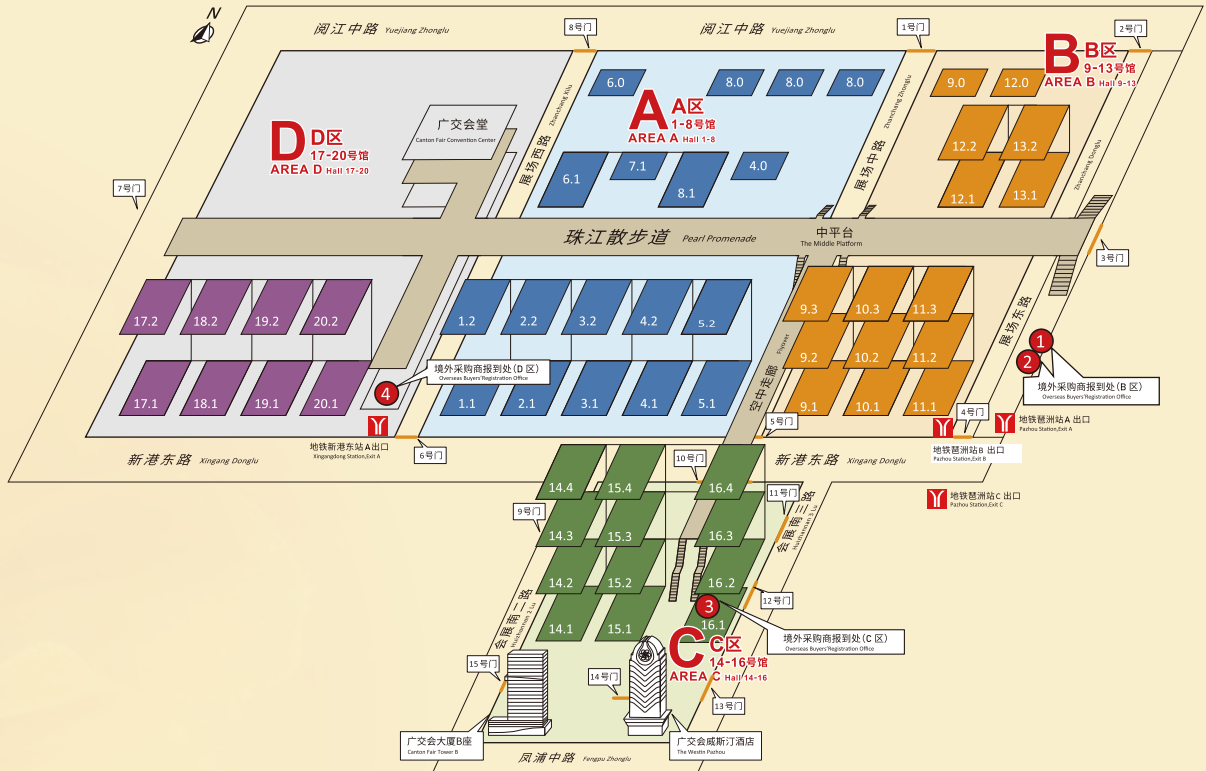 N
阅江中路 Yuejiang Zhonglu
8号门
阅江中路 Yuejiang Zhonglu
1号门
2号门
B
B区
9-13号馆
AREA B Hall 9-13
6.0
8.0
8.0
8.0
9.0
12.0
A
A区
1-8号馆
AREA A Hall 1-8
广交会堂
Canton Fair Convention Center
D
D区
17-20号馆
AREA D Hall 17-20
展场西路 Zhanchang Xilu
展场中路 Zhanchang Zhonglu
Zhanchang Donglu
12.2
13.2
6.1
7.1
8.1
4.0
12.1
13.1
7号门
珠江散步道 Pearl Promenade
中平台
The Middle Platform
3号门
17.2
18.2
19.2
20.2
1.2
2.2
3.2
4.2
5.2
9.3
10.3
11.3
展场东路
1
2
9.2
10.2
11.2
空中走廊 Flyover
境外采购商报到处(D区)
Overseas Buyers'Registration Office
4
境外采购商报到处(B区)
Overseas Buyers'Registration Office
17.1
18.1
19.1
20.1
1.1
2.1
3.1
4.1
5.1
9.1
10.1
11.1
5号门
4号门
地铁琶洲站A出口
Pazhou Station,Exit A
地铁新港东站A出口
Xingangdong Station,Exit A
6号门
地铁琶洲站B出口
Pazhou Station,Exit B
新港东路 Xingang Donglu
10号门
新港东路 Xingang Donglu
14.4
15.4
16.4
11号门
地铁琶洲站C出口
Pazhou Station,Exit C
9号门
会展南三路 Huizhannan 3 Lu
14.3
15.3
16.3
14.2
15.2
16.2
12号门
会展南二路 Huizhannan 2 Lu
3
14.1
15.1
16.1
境外采购商报到处(C区)
Overseas Buyers'Registration Office
C
C区
14-16号馆
AREA C Hall 14-16
15号门
14号门
13号门
广交会大厦B座
Canton Fair Tower B
广交会威斯汀酒店
The Westin Pazhou
凤浦中路 Fengpu Zhonglu